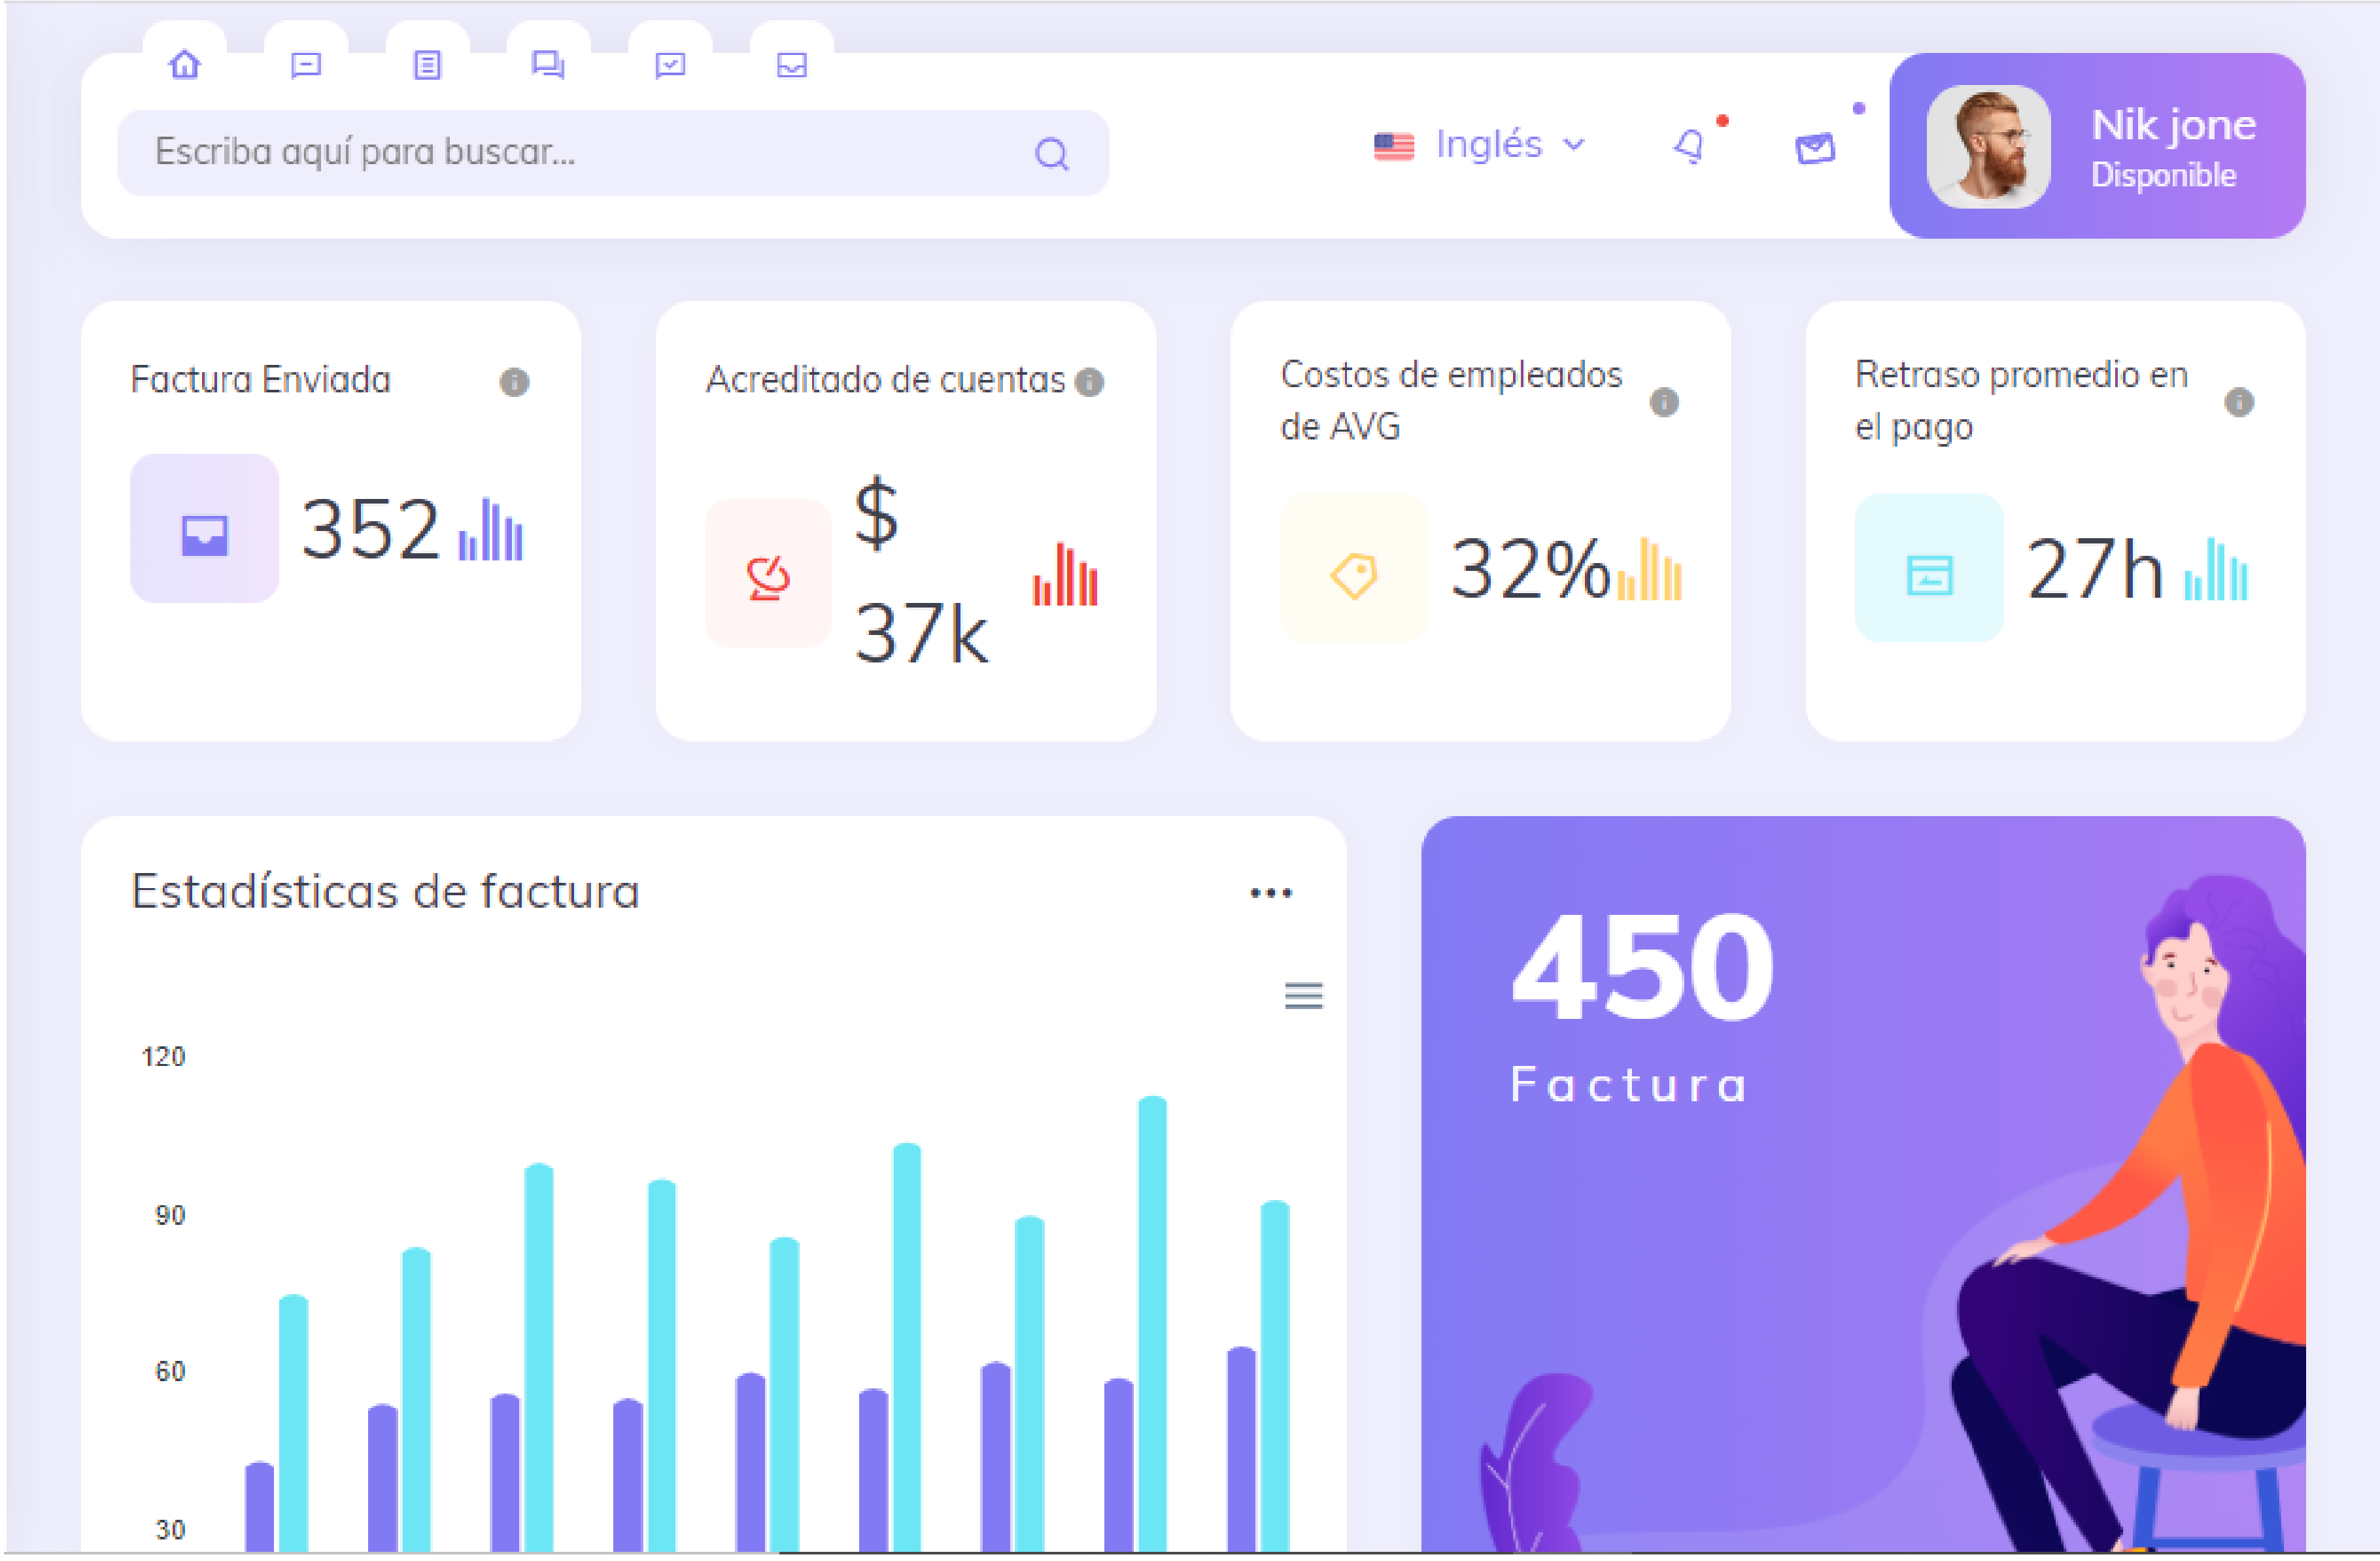 Escriba aquí para buscar...
Inglés
Nik jone
Disponible
Factura Enviada
352
Acreditado de cuentas
$
37k
Costos de empleados
de AVG
32%
Retraso promedio en
el pago
27h
Estadísticas de factura
120
90
60
30
450
Factura